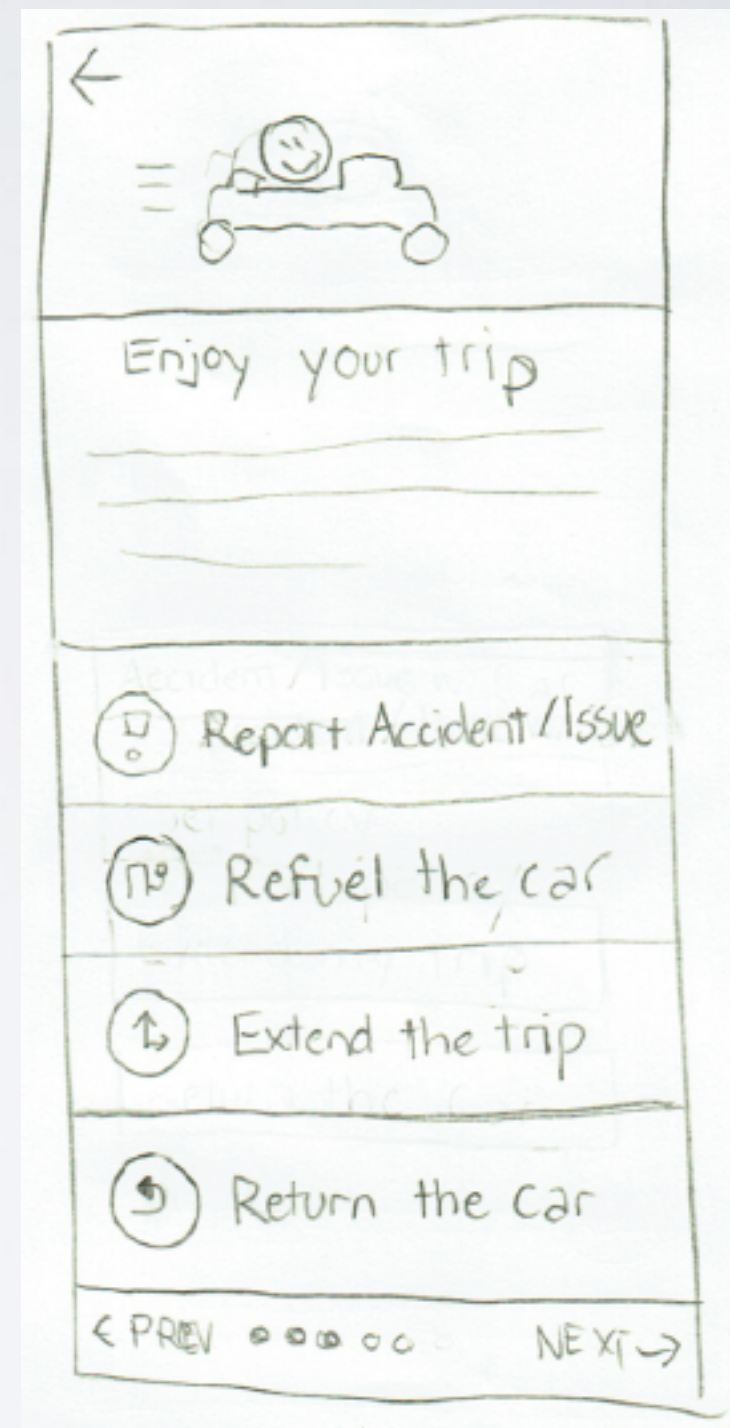 Enjoy your trip
Report Accident/Issue
Refuel the car
Extend the trip
Return the car
< PREV NEXT →